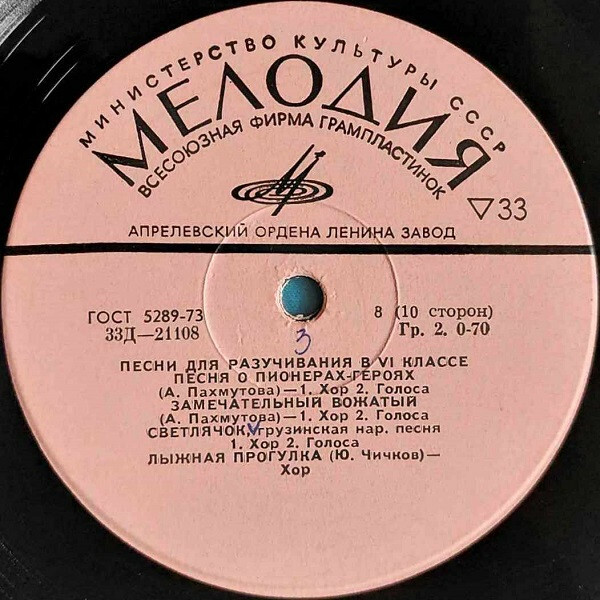 МИНИСТЕРСТВО КУЛЬТУРЫ СССР
МЕЛОДИЯ
ВСЕСОЮЗНАЯ ФИРМА ГРАМПЛАСТИНОК
▽33
АПРЕЛЕВСКИЙ ОРДЕНА ЛЕНИНА ЗАВОД
ГОСТ 5289-73 8 (10 сторон)
33Д—21108 Гр. 2. 0-70
3
ПЕСНИ ДЛЯ РАЗУЧИВАНИЯ В VI КЛАССЕ
ПЕСНЯ О ПИОНЕРАХ-ГЕРОЯХ
(А. Пахмутова)—1. Хор 2. Голоса
ЗАМЕЧАТЕЛЬНЫЙ ВОЖАТЫЙ
(А. Пахмутова)—1. Хор 2. Голоса
СВЕТЛЯЧОК, грузинская нар. песня
1. Хор 2. Голоса
ЛЫЖНАЯ ПРОГУЛКА (Ю. Чичков)—
Хор